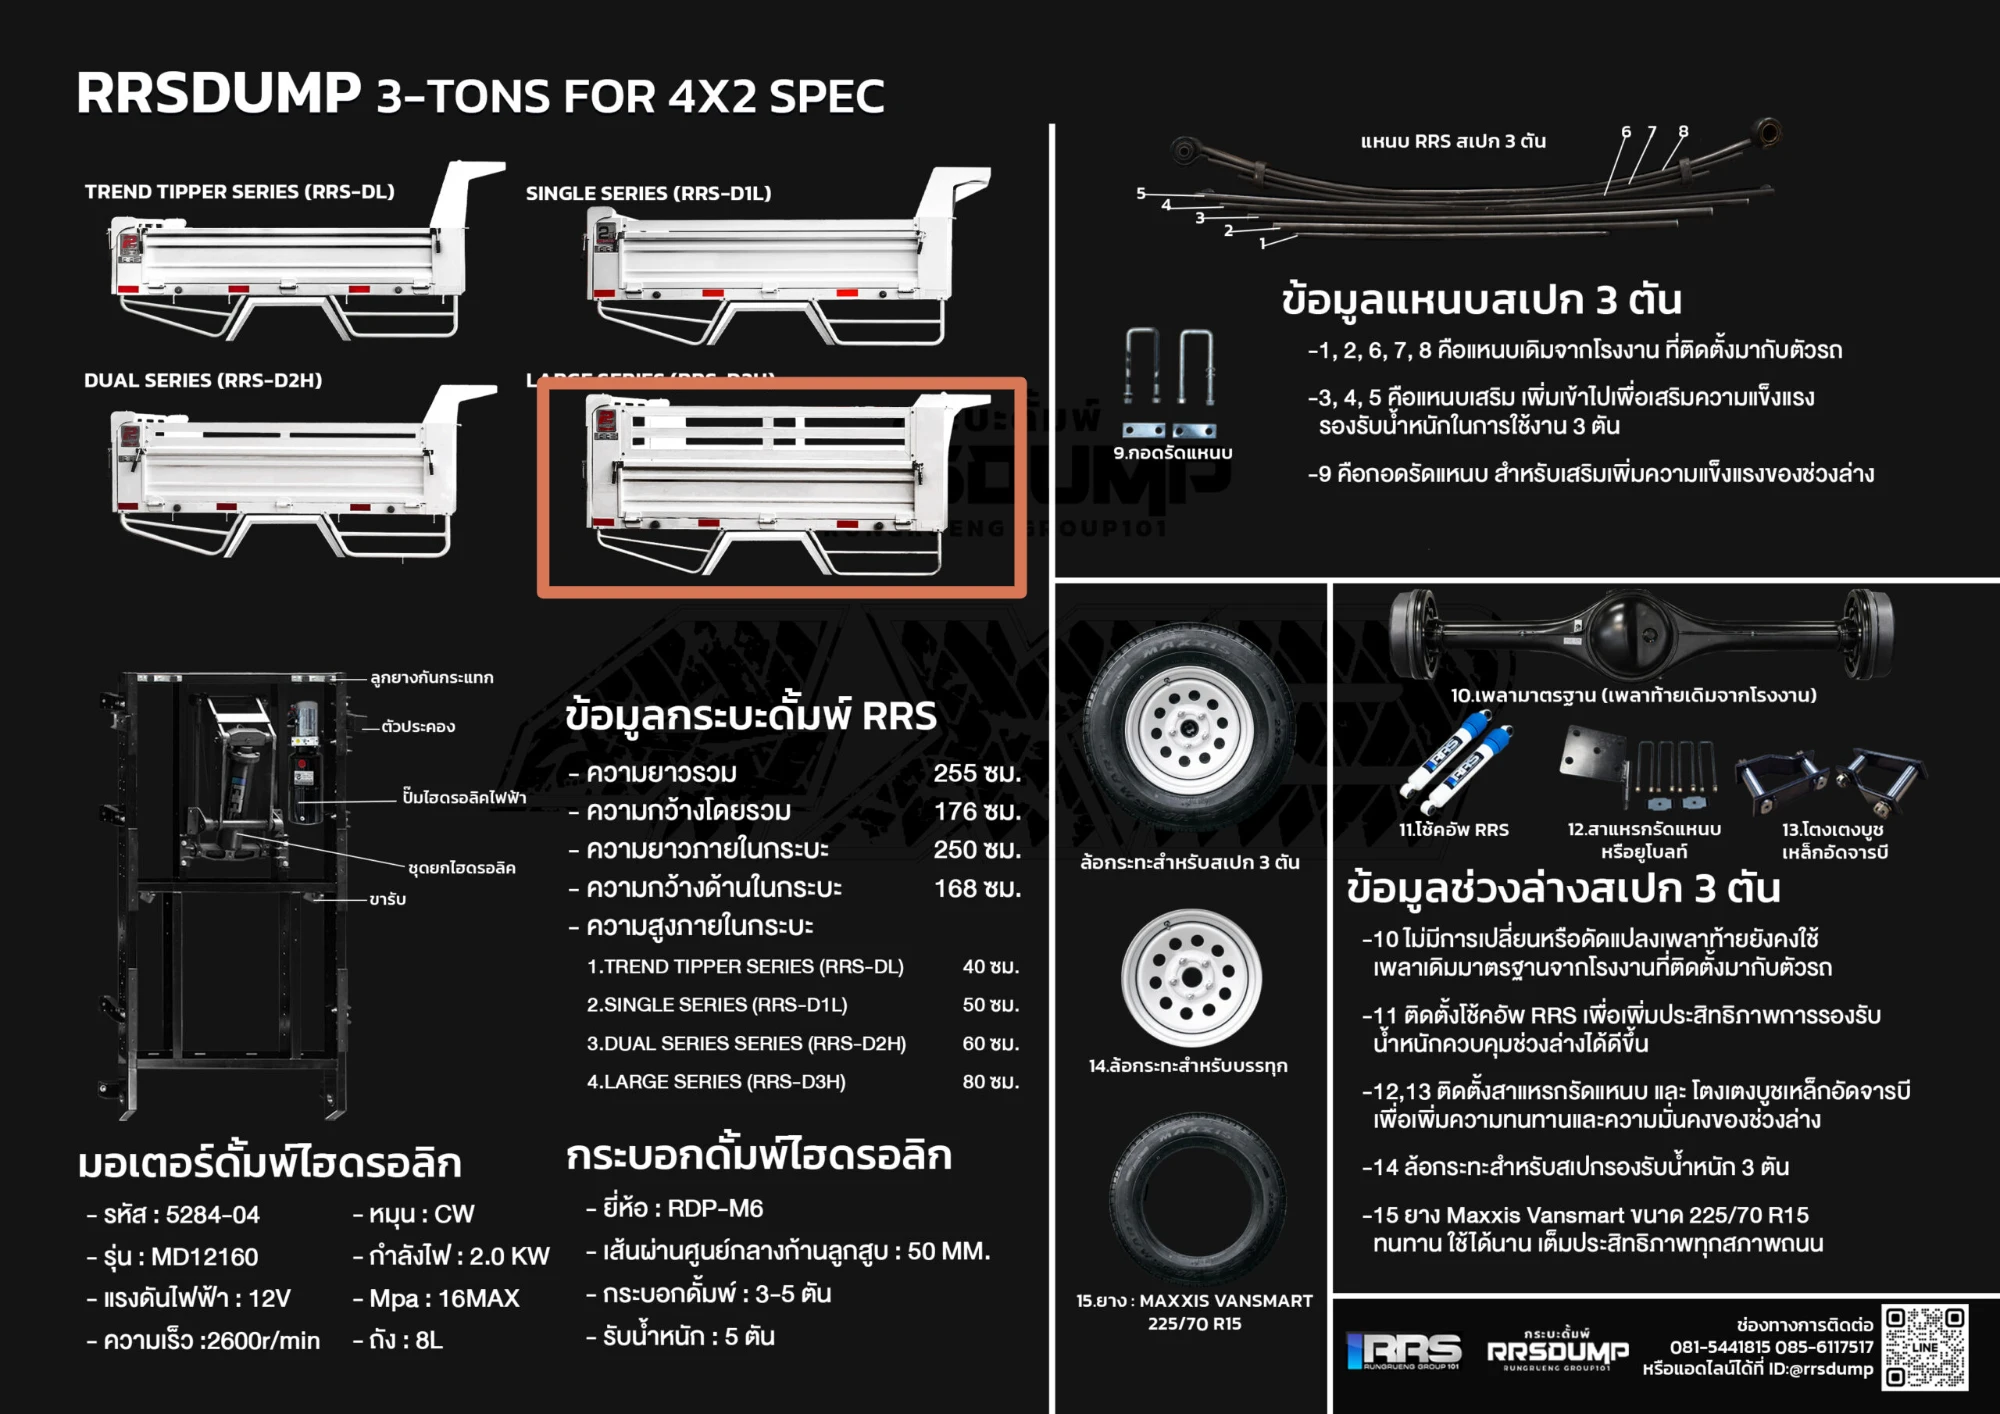 RRSDUMP 3-TONS FOR 4X2 SPEC
TREND TIPPER SERIES (RRS-DL)
SINGLE SERIES (RRS-D1L)
DUAL SERIES (RRS-D2H)
แหนบ RRS สเปก 3 ตัน
6 7 8
5
4
3
2
1
ข้อมูลแหนบสเปก 3 ตัน
-1, 2, 6, 7, 8 คือแหนบเดิมจากโรงงาน ที่ติดตั้งมากับตัวรถ
-3, 4, 5 คือแหนบเสริม เพิ่มเข้าไปเพื่อเสริมความแข็งแรง
รองรับน้ำหนักในการใช้งาน 3 ตัน
-9 คือกอดรัดแหนบ สำหรับเสริมเพิ่มความแข็งแรงของช่วงล่าง
9.กอดรัดแหนบ
ลูกยางกันกระแทก
ตัวประคอง
ปั๊มไฮดรอลิคไฟฟ้า
ชุดยกไฮดรอลิค
ขารับ
ข้อมูลกระบะดั้มพ์ RRS
- ความยาวรวม 255 ซม.
- ความกว้างโดยรวม 176 ซม.
- ความยาวภายในกระบะ 250 ซม.
- ความกว้างด้านในกระบะ 168 ซม.
- ความสูงภายในกระบะ
1.TREND TIPPER SERIES (RRS-DL) 40 ซม.
2.SINGLE SERIES (RRS-D1L) 50 ซม.
3.DUAL SERIES SERIES (RRS-D2H) 60 ซม.
4.LARGE SERIES (RRS-D3H) 80 ซม.
มอเตอร์ดั้มพ์ไฮดรอลิก
- รหัส : 5284-04
- รุ่น : MD12160
- แรงดันไฟฟ้า : 12V
- ความเร็ว :2600r/min
- หมุน : CW
- กำลังไฟ : 2.0 KW
- Mpa : 16MAX
- ถัง : 8L
กระบอกดั้มพ์ไฮดรอลิก
- ยี่ห้อ : RDP-M6
- เส้นผ่านศูนย์กลางก้านลูกสูบ : 50 MM.
- กระบอกดั้มพ์ : 3-5 ตัน
- รับน้ำหนัก : 5 ตัน
MAXXIS
ล้อกระทะสำหรับสเปก 3 ตัน
14.ล้อกระทะสำหรับบรรทุก
MAXXIS
15.ยาง : MAXXIS VANSMART
225/70 R15
10.เพลามาตรฐาน (เพลาท้ายเดิมจากโรงงาน)
RRS
RRS
11.โช้คอัพ RRS
12.สาแหรกรัดแหนบ
หรือยูโบลท์
13.โตงเตงบูช
เหล็กอัดจารบี
ข้อมูลช่วงล่างสเปก 3 ตัน
-10 ไม่มีการเปลี่ยนหรือดัดแปลงเพลาท้ายยังคงใช้
เพลาเดิมมาตรฐานจากโรงงานที่ติดตั้งมากับตัวรถ
-11 ติดตั้งโช้คอัพ RRS เพื่อเพิ่มประสิทธิภาพการรองรับ
น้ำหนักควบคุมช่วงล่างได้ดีขึ้น
-12,13 ติดตั้งสาแหรกรัดแหนบ และ โตงเตงบูชเหล็กอัดจารบี
เพื่อเพิ่มความทนทานและความมั่นคงของช่วงล่าง
-14 ล้อกระทะสำหรับสเปกรองรับน้ำหนัก 3 ตัน
-15 ยาง Maxxis Vansmart ขนาด 225/70 R15
ทนทาน ใช้ได้นาน เต็มประสิทธิภาพทุกสภาพถนน
RRS
RUNGRUENG GROUP 101
กระบะดั้มพ์
RRSDUMP
RUNGRUENG GROUP101
ช่องทางการติดต่อ
081-5441815 085-6117517
หรือแอดไลน์ได้ที่ ID:@rrsdump
LINE